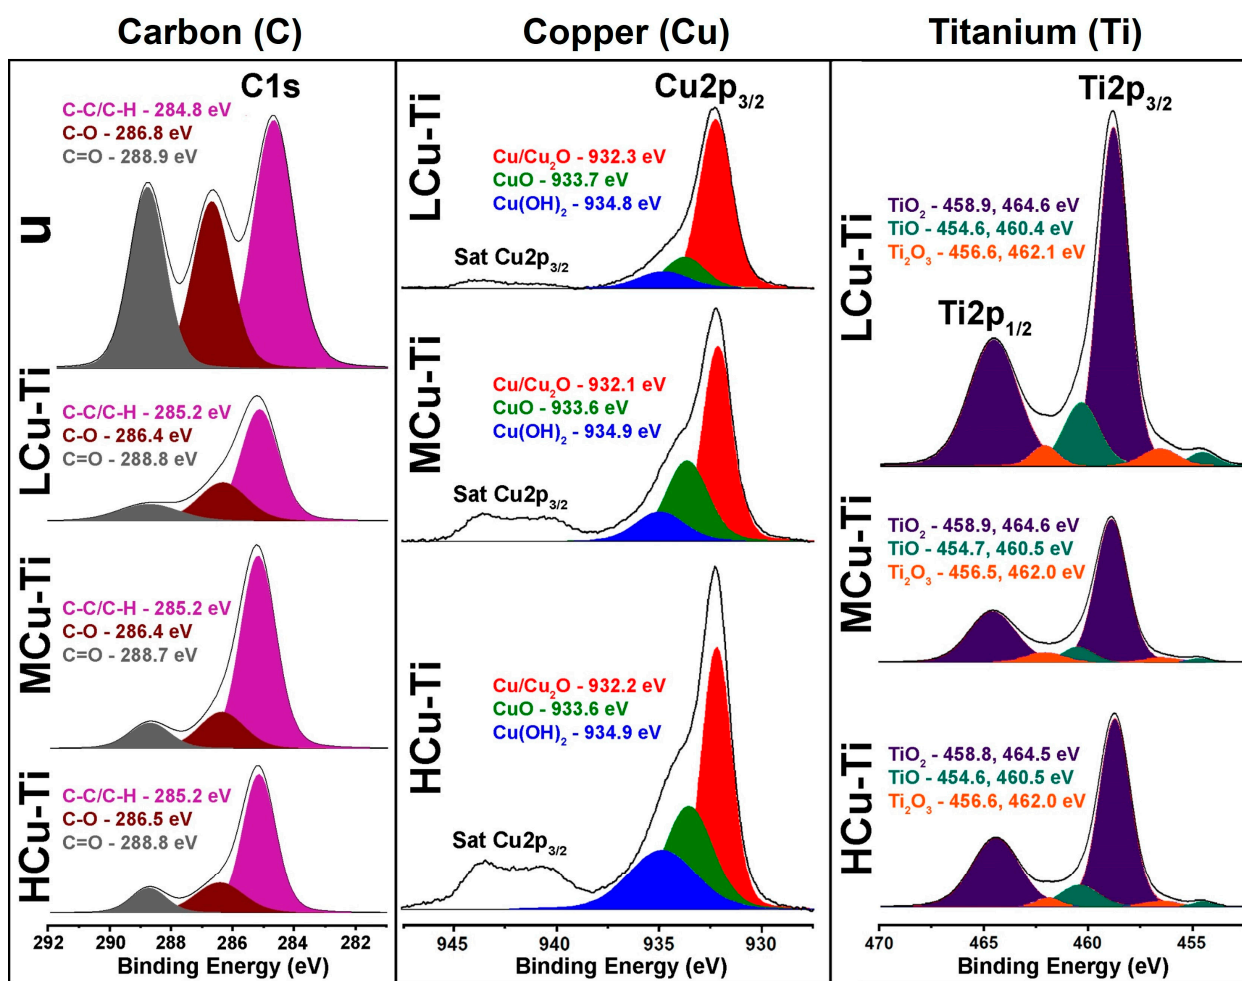 Carbon (C)
Copper (Cu)
Titanium (Ti)
C1s
C-C/C-H - 284.8 eV
C-O - 286.8 eV
C=O - 288.9 eV
u
LCu-Ti
C-C/C-H - 285.2 eV
C-O - 286.4 eV
C=O - 288.8 eV
MCu-Ti
C-C/C-H - 285.2 eV
C-O - 286.4 eV
C=O - 288.7 eV
HCu-Ti
C-C/C-H - 285.2 eV
C-O - 286.5 eV
C=O - 288.8 eV
292 290 288 286 284 282
Binding Energy (eV)
Cu2p₃/₂
LCu-Ti
Cu/Cu₂O - 932.3 eV
CuO - 933.7 eV
Cu(OH)₂ - 934.8 eV
Sat Cu2p₃/₂
MCu-Ti
Cu/Cu₂O - 932.1 eV
CuO - 933.6 eV
Cu(OH)₂ - 934.9 eV
Sat Cu2p₃/₂
HCu-Ti
Cu/Cu₂O - 932.2 eV
CuO - 933.6 eV
Cu(OH)₂ - 934.9 eV
Sat Cu2p₃/₂
945 940 935 930
Binding Energy (eV)
Ti2p₃/₂
LCu-Ti
TiO₂ - 458.9, 464.6 eV
TiO - 454.6, 460.4 eV
Ti₂O₃ - 456.6, 462.1 eV
Ti2p₁/₂
MCu-Ti
TiO₂ - 458.9, 464.6 eV
TiO - 454.7, 460.5 eV
Ti₂O₃ - 456.5, 462.0 eV
HCu-Ti
TiO₂ - 458.8, 464.5 eV
TiO - 454.6, 460.5 eV
Ti₂O₃ - 456.6, 462.0 eV
470 465 460 455
Binding Energy (eV)